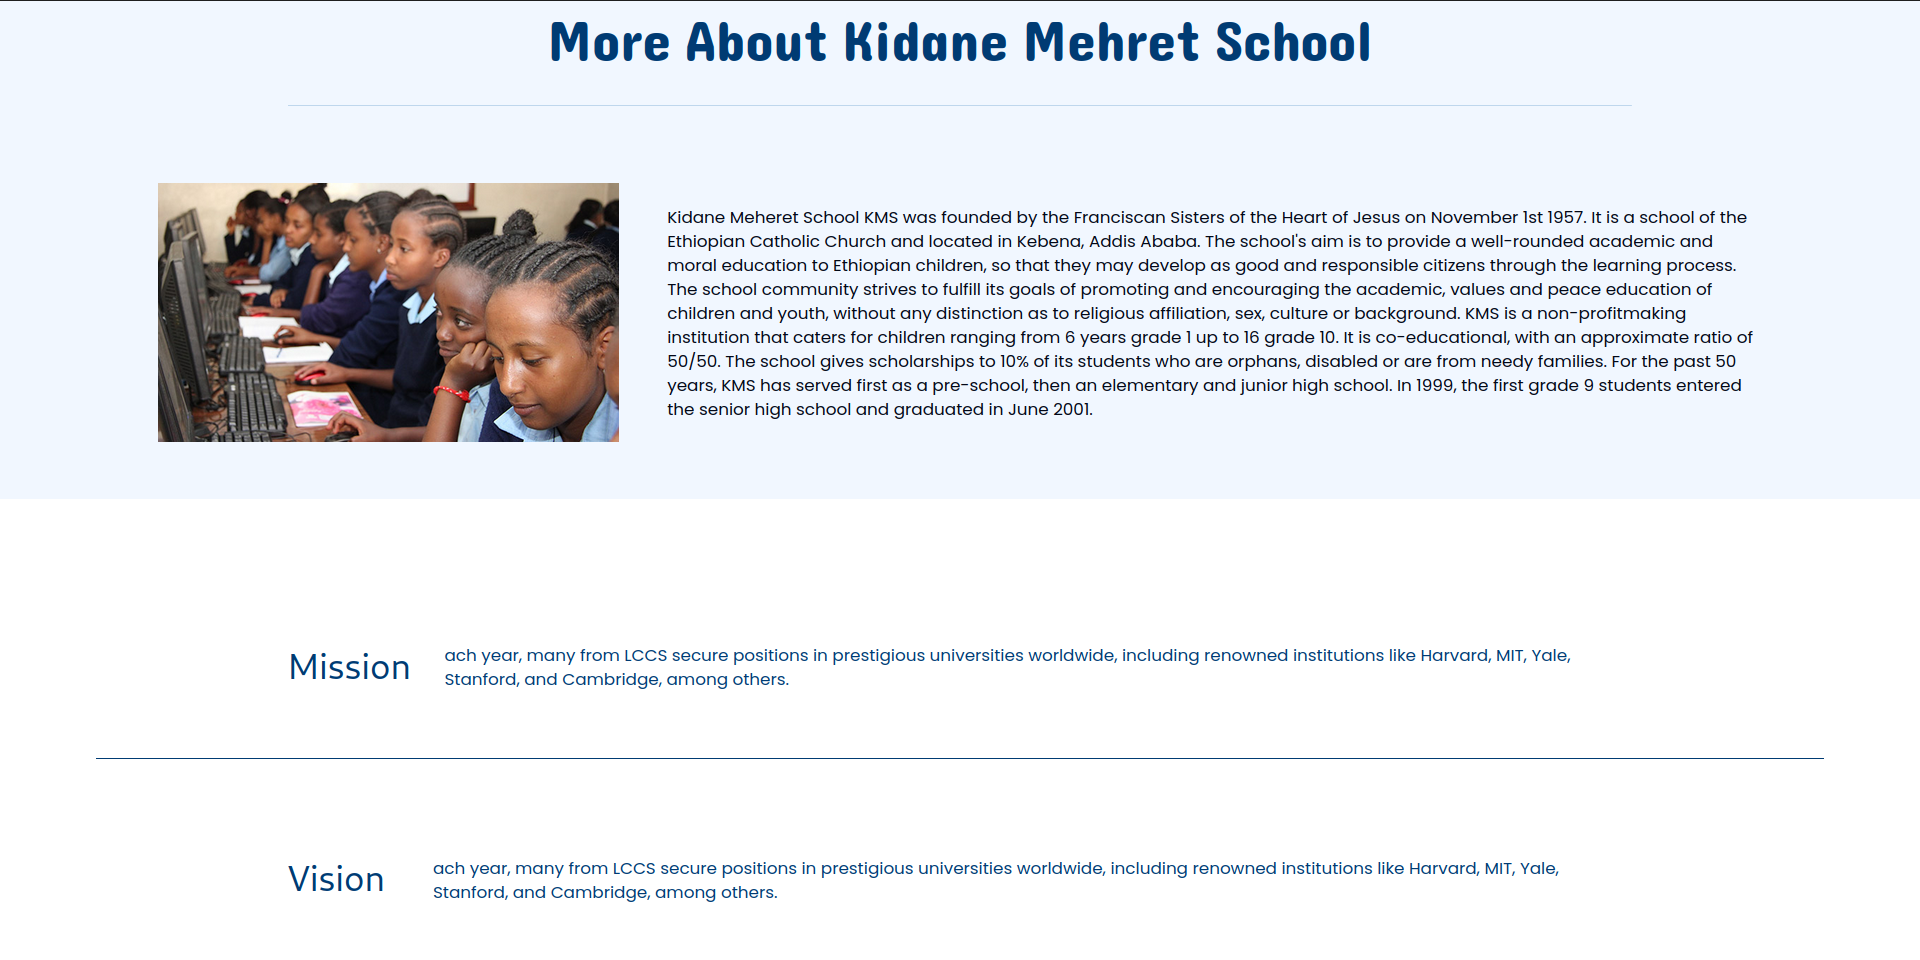 More About Kidane Mehret School
Kidane Meheret School KMS was founded by the Franciscan Sisters of the Heart of Jesus on November 1st 1957. It is a school of the
Ethiopian Catholic Church and located in Kebena, Addis Ababa. The school's aim is to provide a well-rounded academic and
moral education to Ethiopian children, so that they may develop as good and responsible citizens through the learning process.
The school community strives to fulfill its goals of promoting and encouraging the academic, values and peace education of
children and youth, without any distinction as to religious affiliation, sex, culture or background. KMS is a non-profitmaking
institution that caters for children ranging from 6 years grade 1 up to 16 grade 10. It is co-educational, with an approximate ratio of
50/50. The school gives scholarships to 10% of its students who are orphans, disabled or are from needy families. For the past 50
years, KMS has served first as a pre-school, then an elementary and junior high school. In 1999, the first grade 9 students entered
the senior high school and graduated in June 2001.
Mission
ach year, many from LCCS secure positions in prestigious universities worldwide, including renowned institutions like Harvard, MIT, Yale,
Stanford, and Cambridge, among others.
Vision
ach year, many from LCCS secure positions in prestigious universities worldwide, including renowned institutions like Harvard, MIT, Yale,
Stanford, and Cambridge, among others.